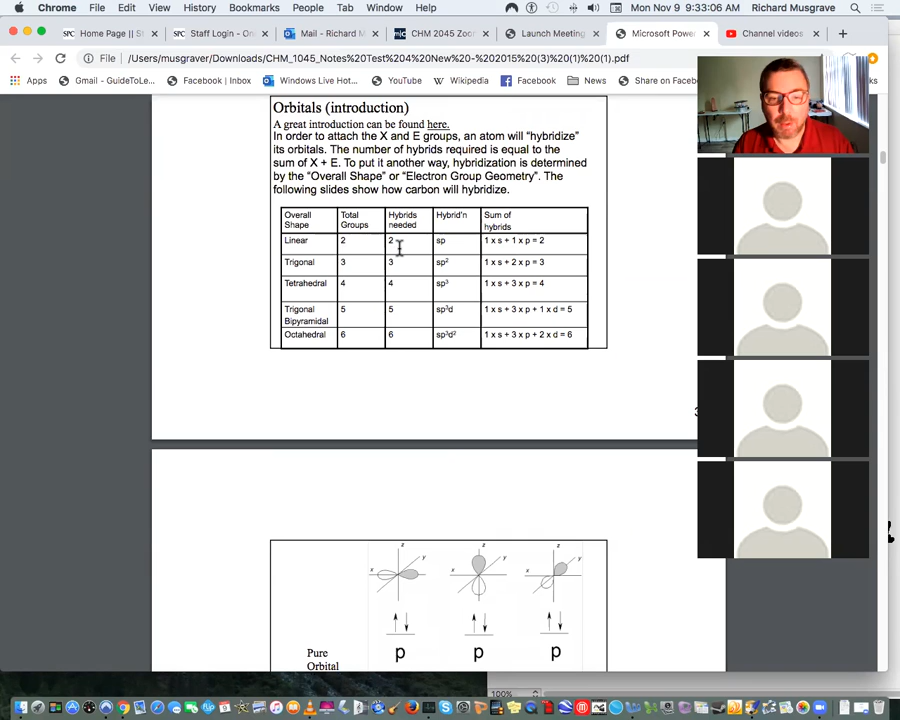 Chrome File Edit View History Bookmarks People Tab Window Help
Mon Nov 9 9:33:06 AM Richard Musgrave
Home Page || S
Staff Login - On
Mail - Richard M
CHM 2045 Zoom
Launch Meeting
Microsoft Power
Channel videos
File /Users/musgraver/Downloads/CHM_1045_Notes%20Test%204%20New%20-%202015%20(3)%20(1)%20(1).pdf
Apps Gmail - GuideToLe... Facebook | Inbox Windows Live Hot... YouTube Wikipedia Facebook News Share on Facebo
Orbitals (introduction)
A great introduction can be found here.
In order to attach the X and E groups, an atom will “hybridize”
its orbitals. The number of hybrids required is equal to the
sum of X + E. To put it another way, hybridization is determined
by the “Overall Shape” or “Electron Group Geometry”. The
following slides show how carbon will hybridize.
Overall Shape Total Groups Hybrids needed Hybrid'n Sum of hybrids
Linear 2 2 sp 1 x s + 1 x p = 2
Trigonal 3 3 sp² 1 x s + 2 x p = 3
Tetrahedral 4 4 sp³ 1 x s + 3 x p = 4
Trigonal Bipyramidal 5 5 sp³d 1 x s + 3 x p + 1 x d = 5
Octahedral 6 6 sp³d² 1 x s + 3 x p + 2 x d = 6
z z z
x y x y x y
Pure
Orbital
p p p
100%